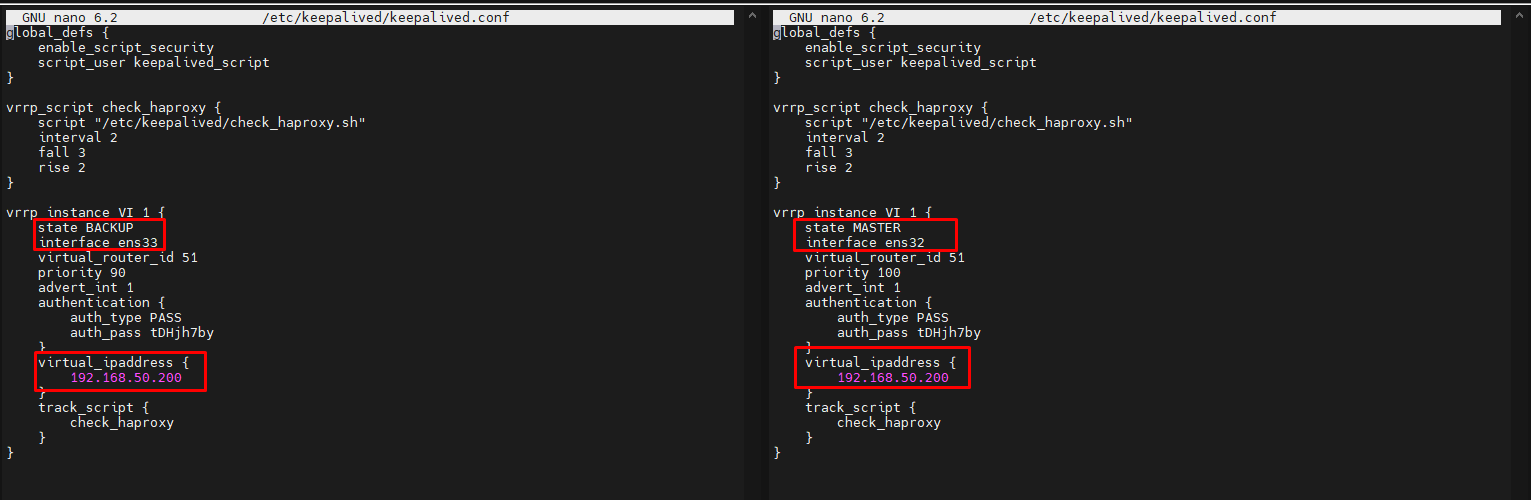 GNU nano 6.2 /etc/keepalived/keepalived.conf
global_defs {
    enable_script_security
    script_user keepalived_script
}

vrrp_script check_haproxy {
    script "/etc/keepalived/check_haproxy.sh"
    interval 2
    fall 3
    rise 2
}

vrrp_instance VI_1 {
    state BACKUP
    interface ens33
    virtual_router_id 51
    priority 90
    advert_int 1
    authentication {
        auth_type PASS
        auth_pass tDHjh7by
    }
    virtual_ipaddress {
        192.168.50.200
    }
    track_script {
        check_haproxy
    }
}

GNU nano 6.2 /etc/keepalived/keepalived.conf
global_defs {
    enable_script_security
    script_user keepalived_script
}

vrrp_script check_haproxy {
    script "/etc/keepalived/check_haproxy.sh"
    interval 2
    fall 3
    rise 2
}

vrrp_instance VI_1 {
    state MASTER
    interface ens32
    virtual_router_id 51
    priority 100
    advert_int 1
    authentication {
        auth_type PASS
        auth_pass tDHjh7by
    }
    virtual_ipaddress {
        192.168.50.200
    }
    track_script {
        check_haproxy
    }
}